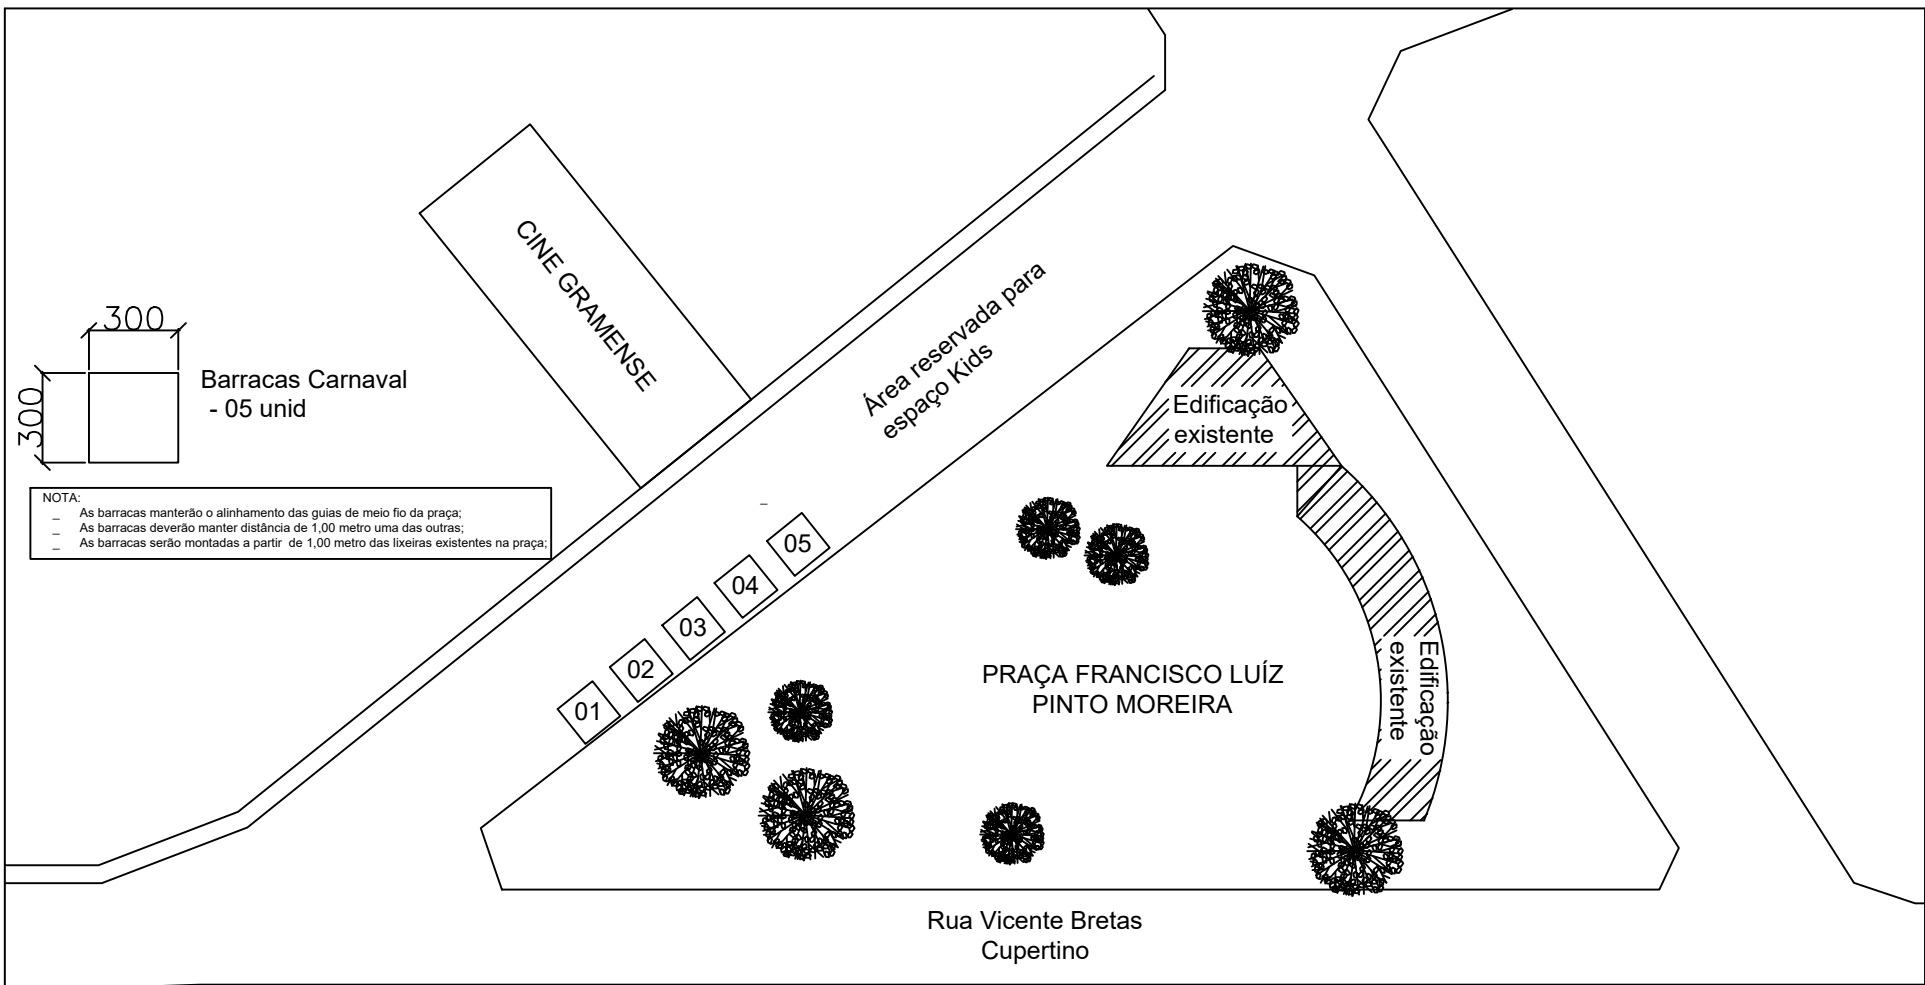 CINE GRAMENSE
Área reservada para
espaço Kids
300
300
Barracas Carnaval
- 05 unid
Edificação
existente
NOTA:
_ As barracas manterão o alinhamento das guias de meio fio da praça;
_ As barracas deverão manter distância de 1,00 metro uma das outras;
_ As barracas serão montadas a partir de 1,00 metro das lixeiras existentes na praça;
05
04
03
02
01
PRAÇA FRANCISCO LUÍZ
PINTO MOREIRA
Edificação
existente
Rua Vicente Bretas
Cupertino